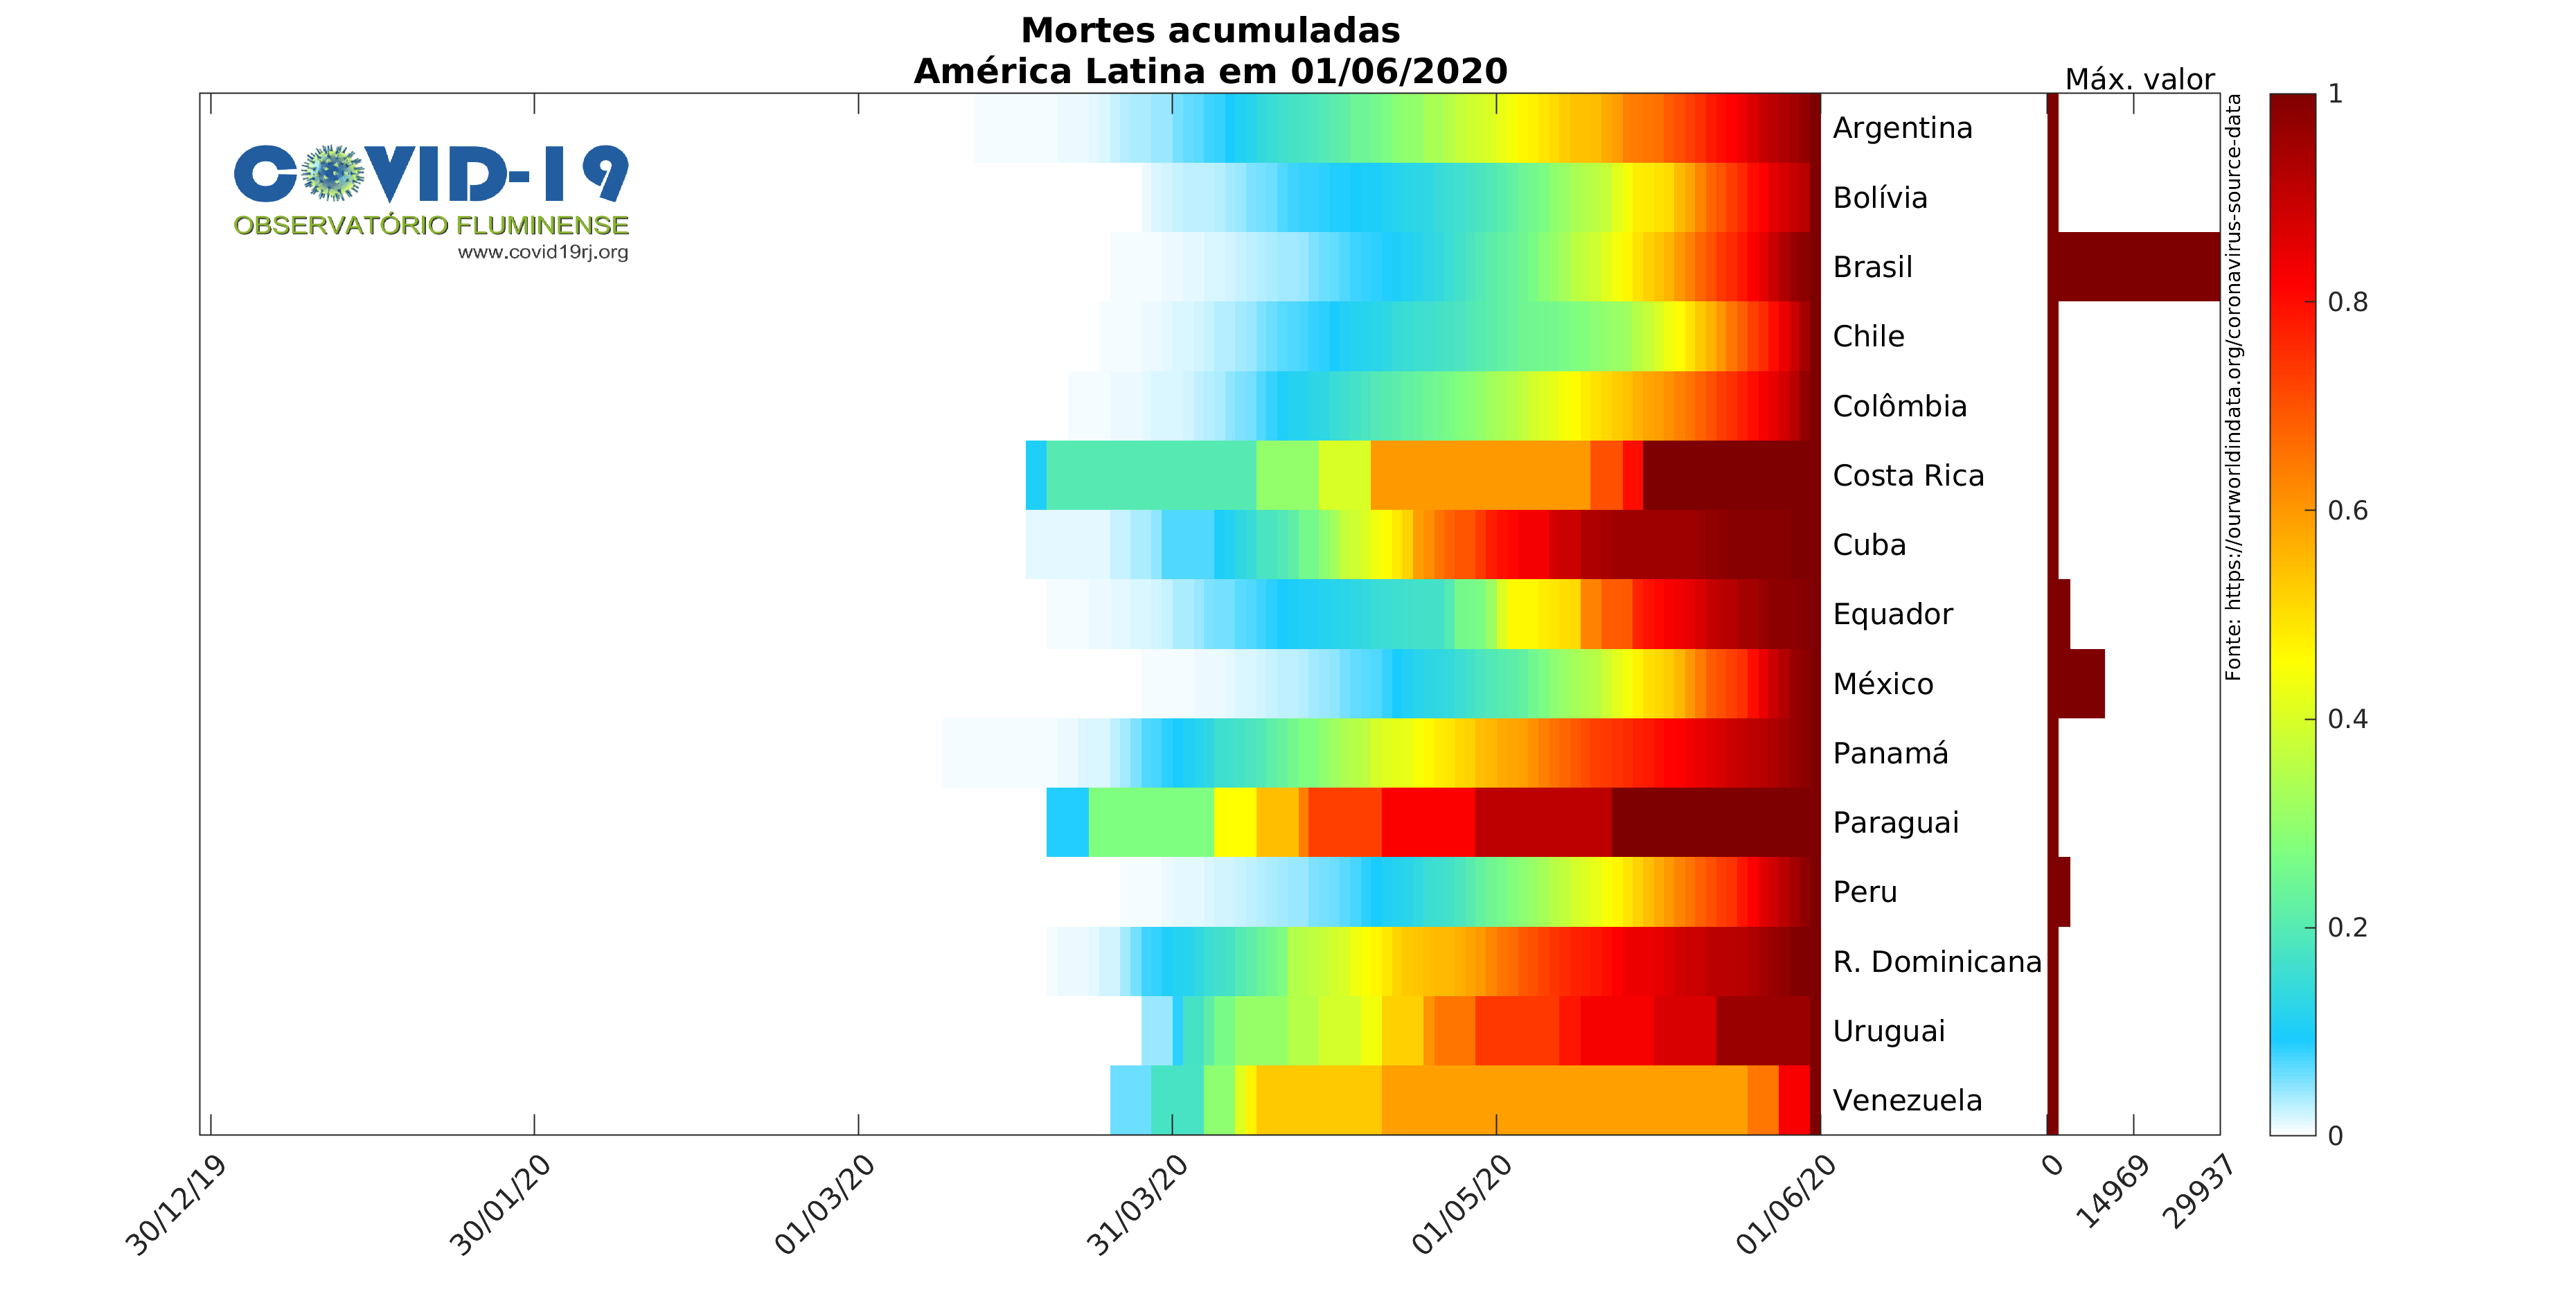 Mortes acumuladas
América Latina em 01/06/2020
Máx. valor
COVID-19
OBSERVATÓRIO FLUMINENSE
www.covid19rj.org
Argentina
Bolívia
Brasil
Chile
Colômbia
Costa Rica
Cuba
Equador
México
Panamá
Paraguai
Peru
R. Dominicana
Uruguai
Venezuela
Fonte: https://ourworldindata.org/coronavirus-source-data
1
0.8
0.6
0.4
0.2
0
30/12/19
30/01/20
01/03/20
31/03/20
01/05/20
01/06/20
0
14969
29937